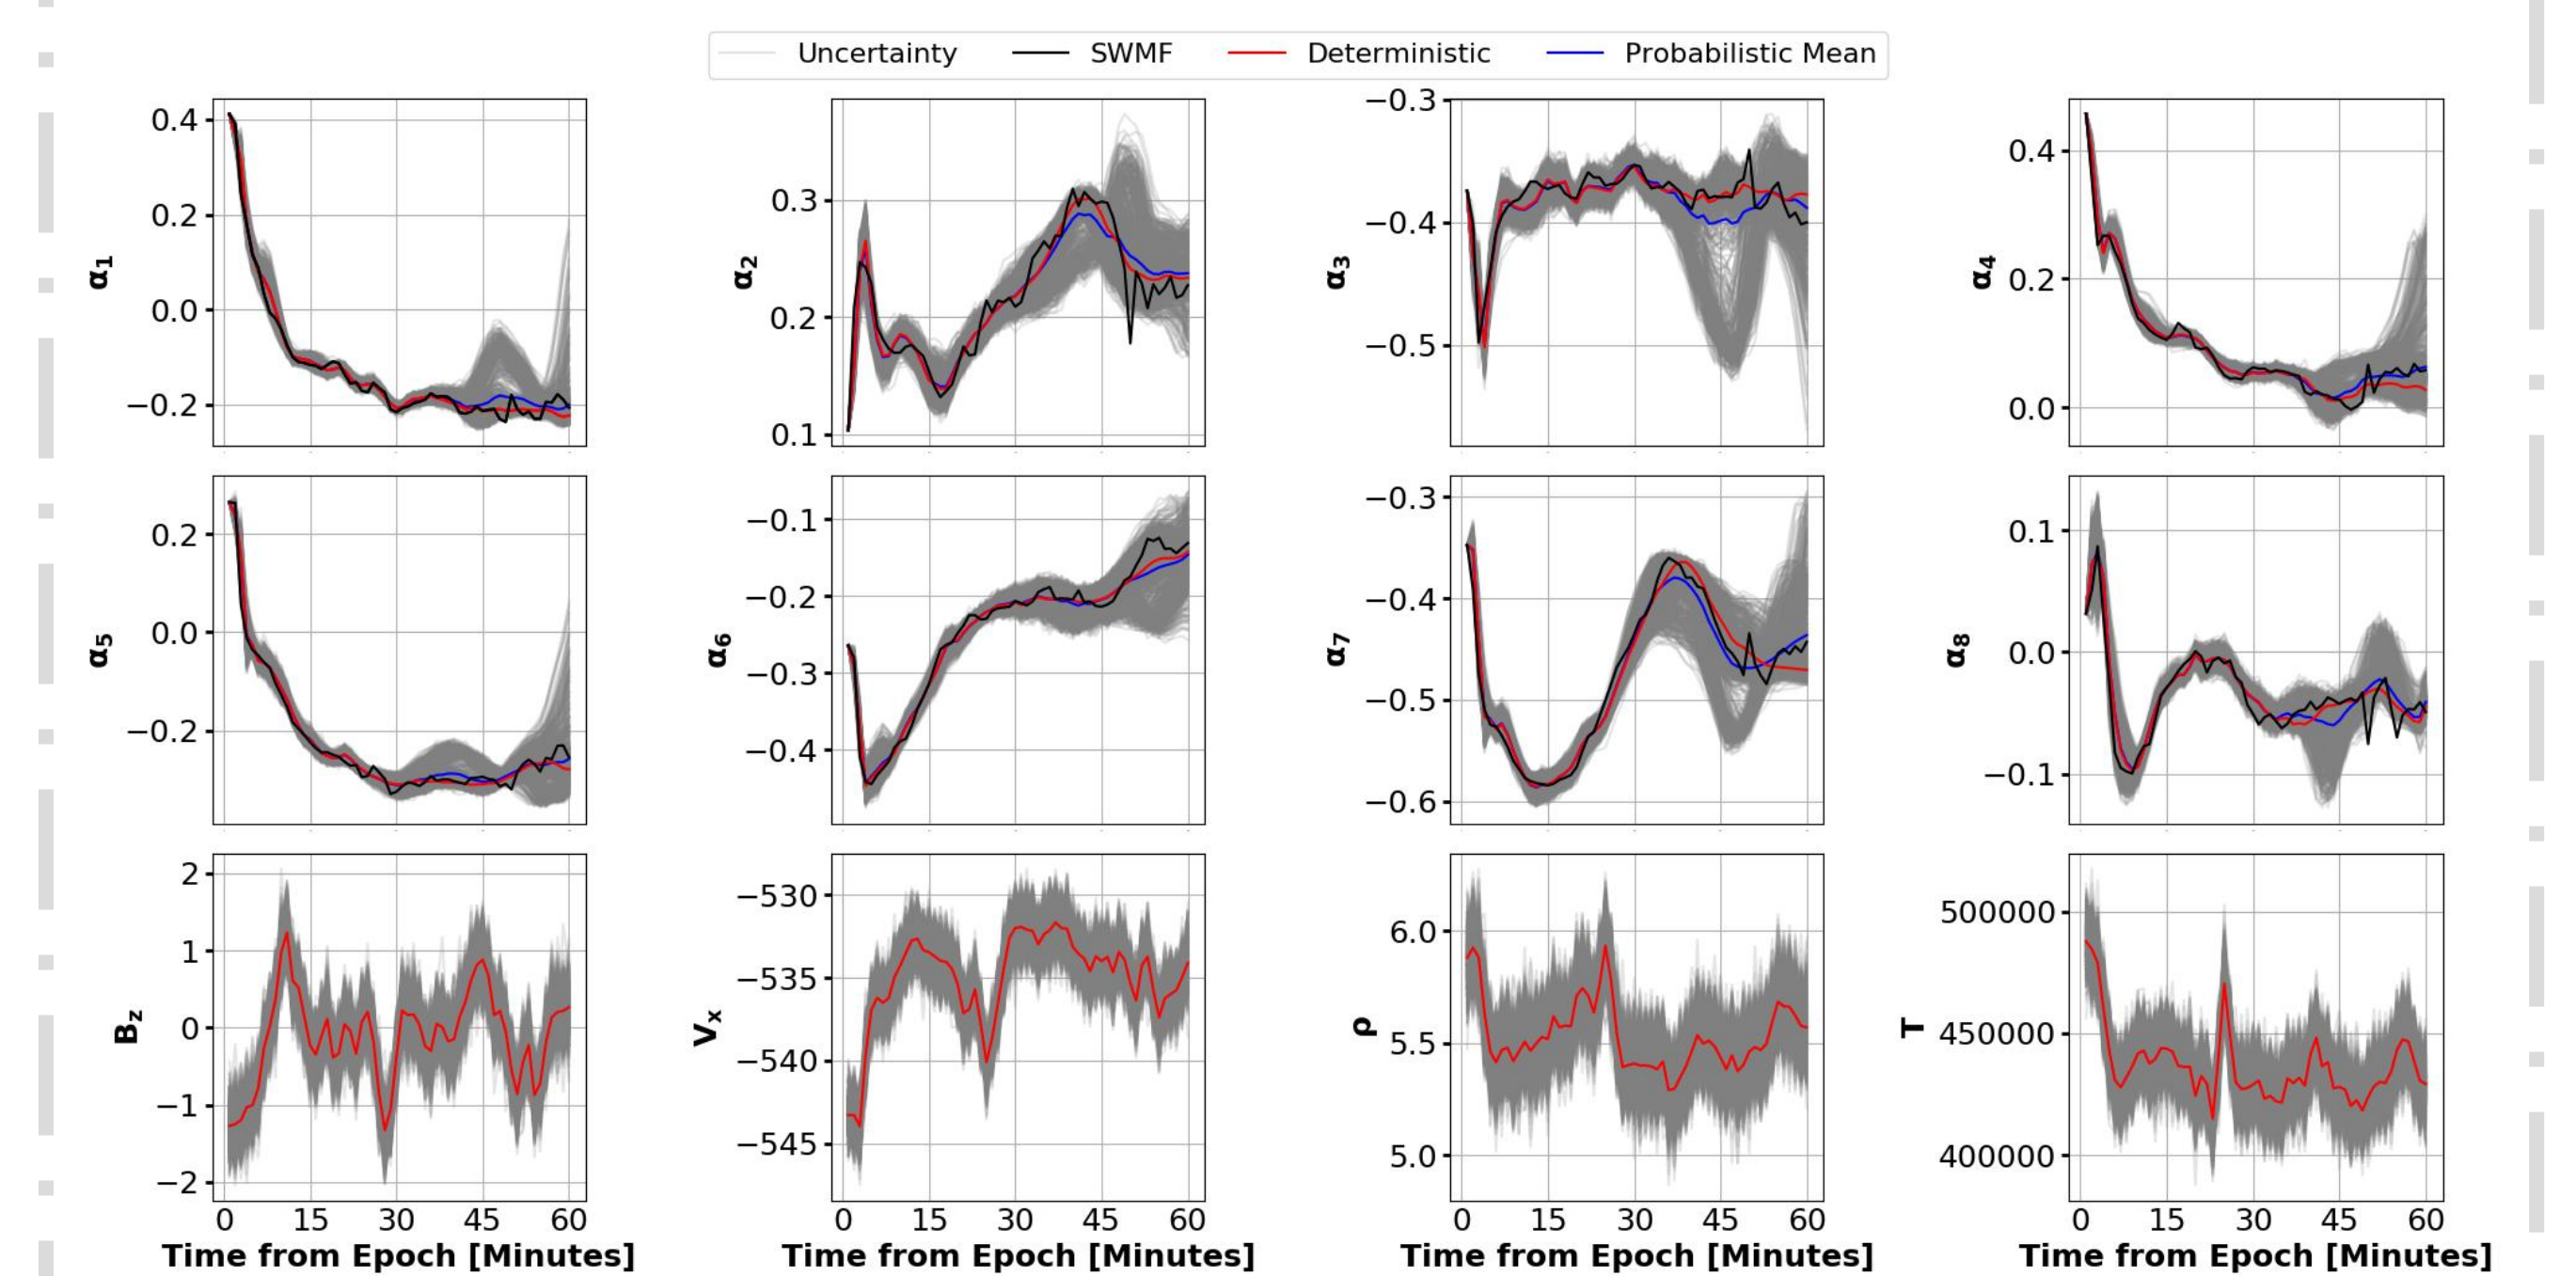 Uncertainty SWMF Deterministic Probabilistic Mean
α1
0.4
0.2
0.0
−0.2
α2
0.3
0.2
0.1
α3
−0.3
−0.4
−0.5
α4
0.4
0.2
0.0
α5
0.2
0.0
−0.2
α6
−0.1
−0.2
−0.3
−0.4
α7
−0.3
−0.4
−0.5
−0.6
α8
0.1
0.0
−0.1
Bz
2
1
0
−1
−2
Vx
−530
−535
−540
−545
ρ
6.0
5.5
5.0
T
500000
450000
400000
0 15 30 45 60
0 15 30 45 60
0 15 30 45 60
0 15 30 45 60
Time from Epoch [Minutes]
Time from Epoch [Minutes]
Time from Epoch [Minutes]
Time from Epoch [Minutes]